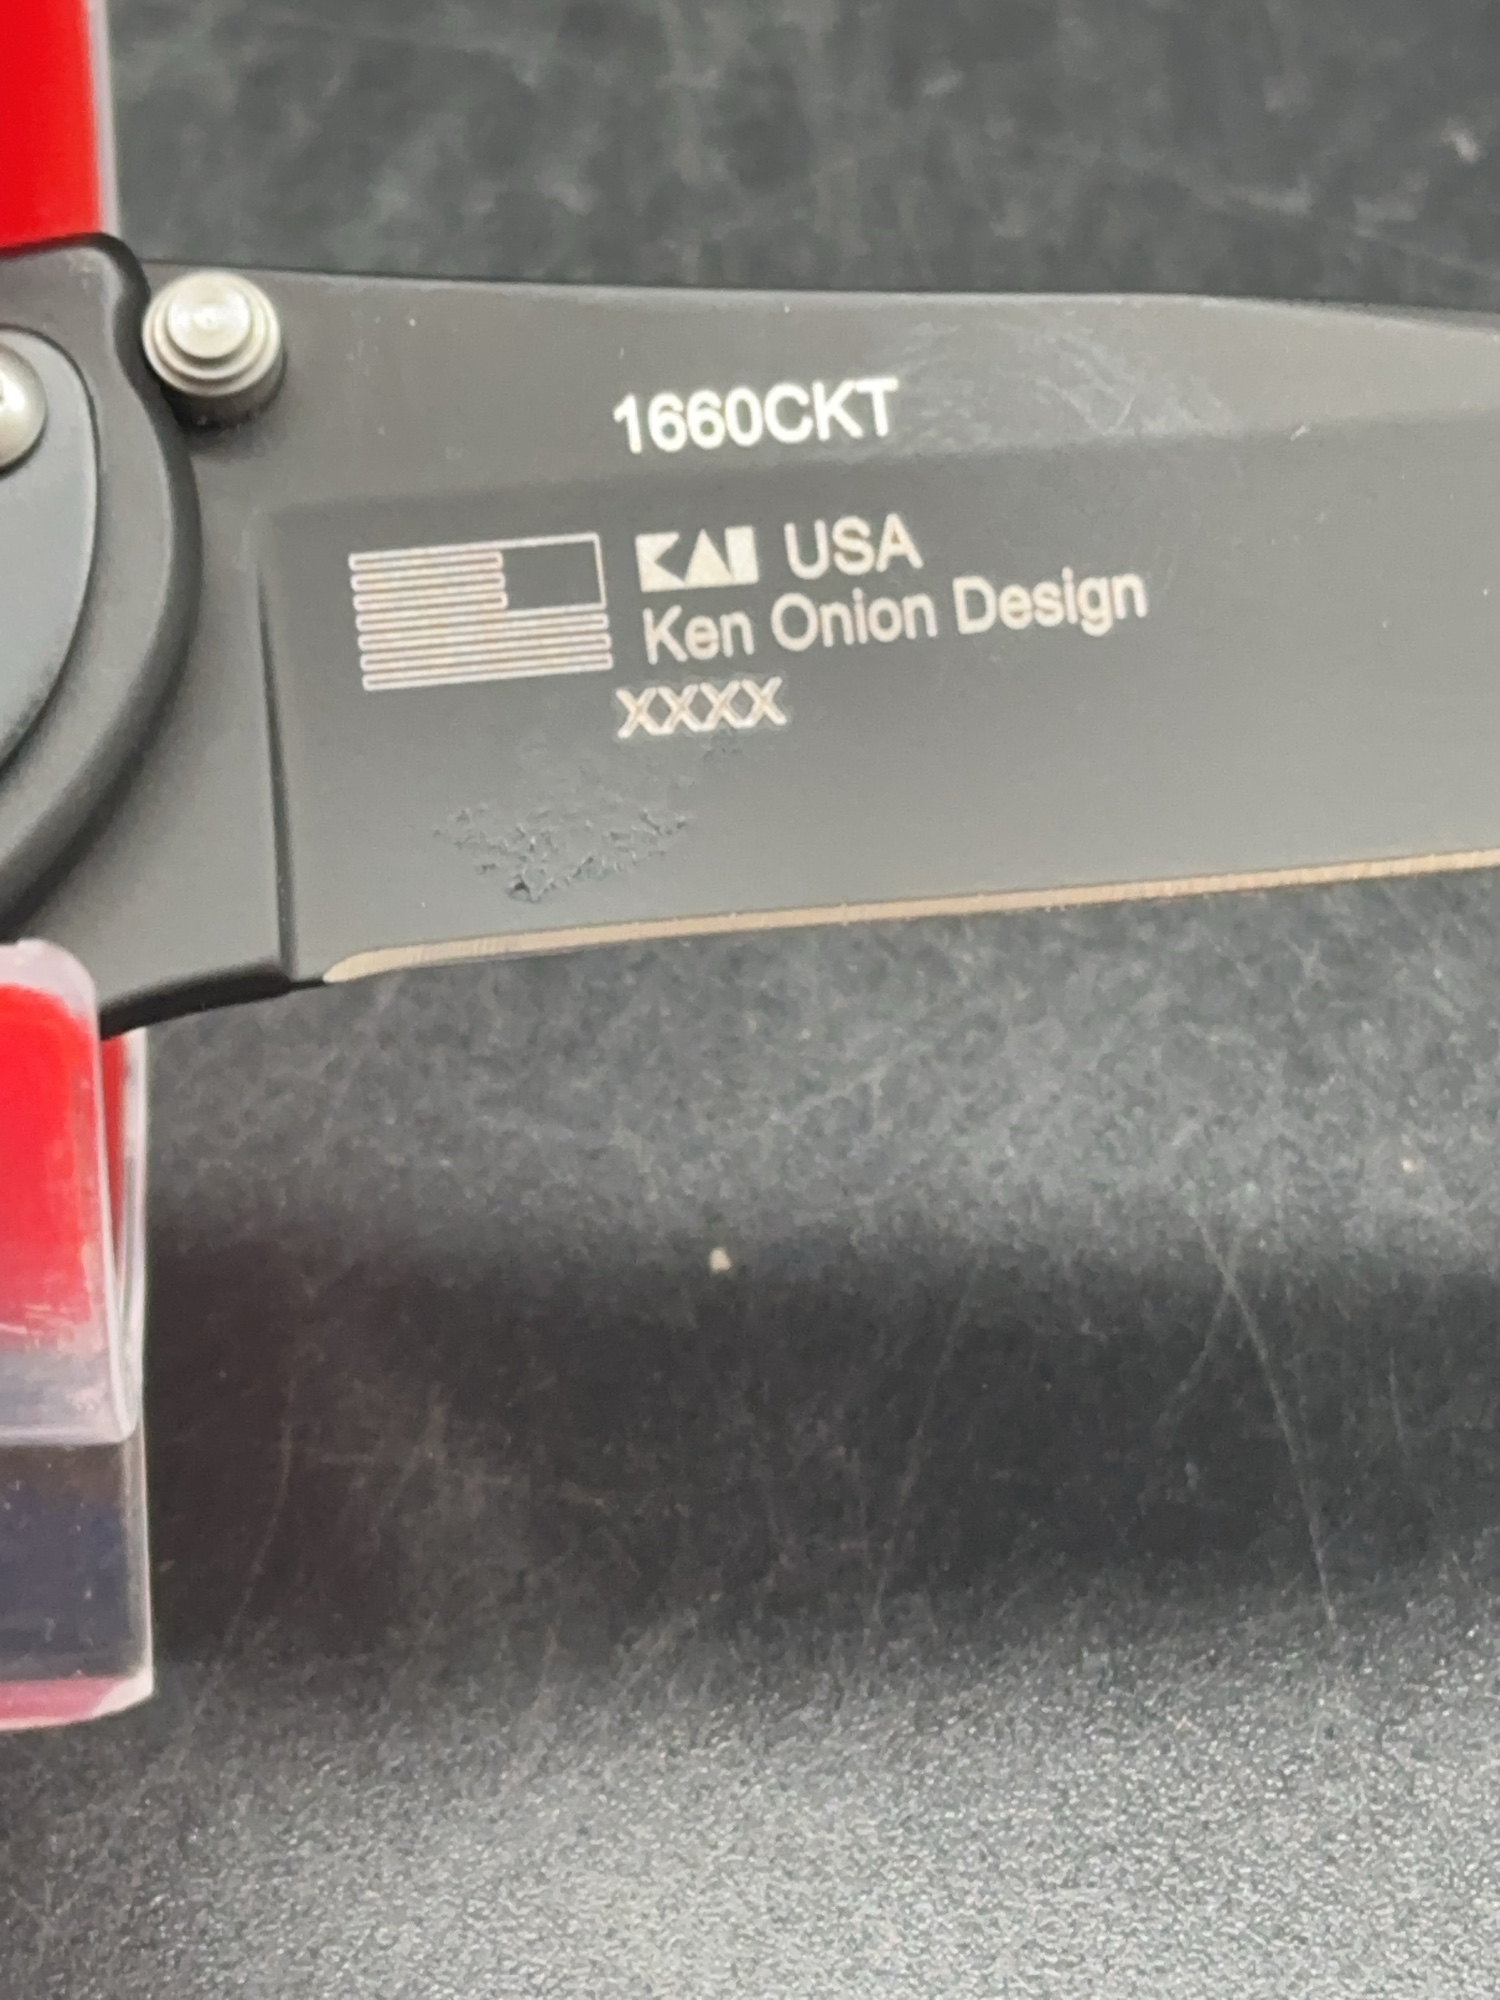 1660CKT
KAI USA
Ken Onion Design
XXXX